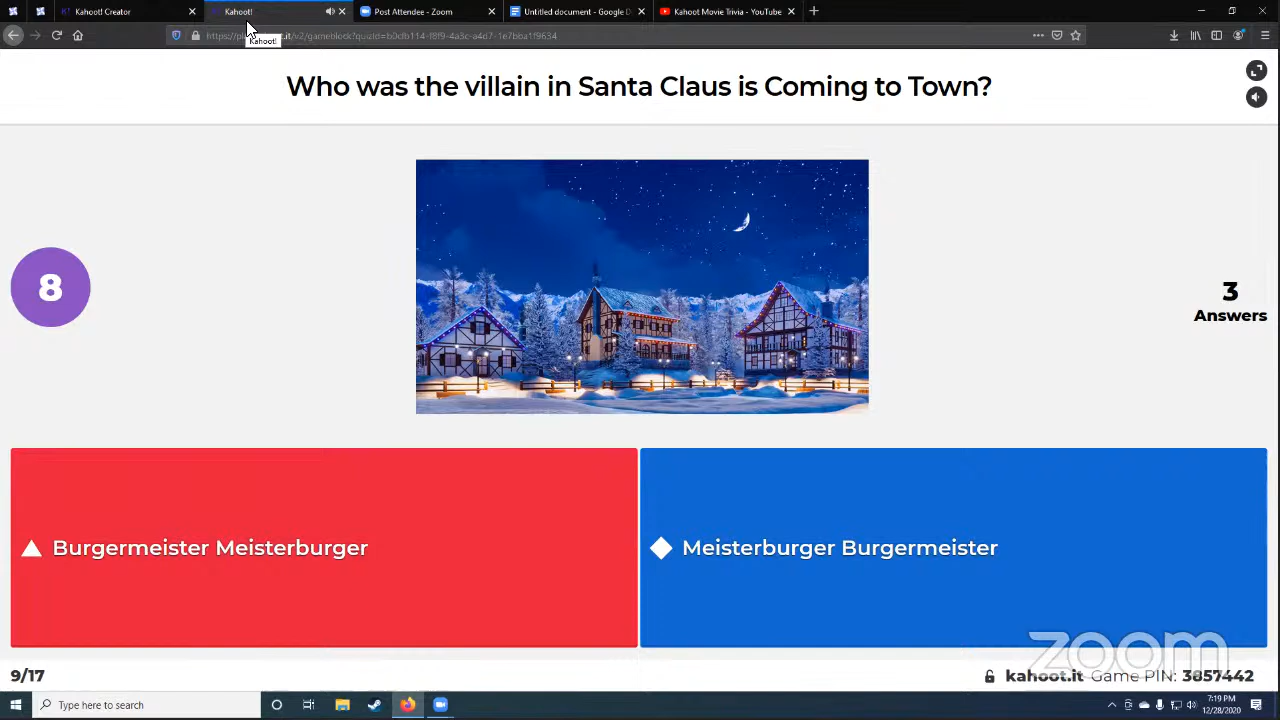 Kahoot! Creator
Kahoot!
Post Attendee - Zoom
Untitled document - Google D
Kahoot Movie Trivia - YouTube
Kahoot!
Who was the villain in Santa Claus is Coming to Town?
8
3
Answers
Burgermeister Meisterburger
Meisterburger Burgermeister
zoom
9/17
kahoot.it Game PIN: 3857442
Type here to search
7:19 PM
12/28/2020